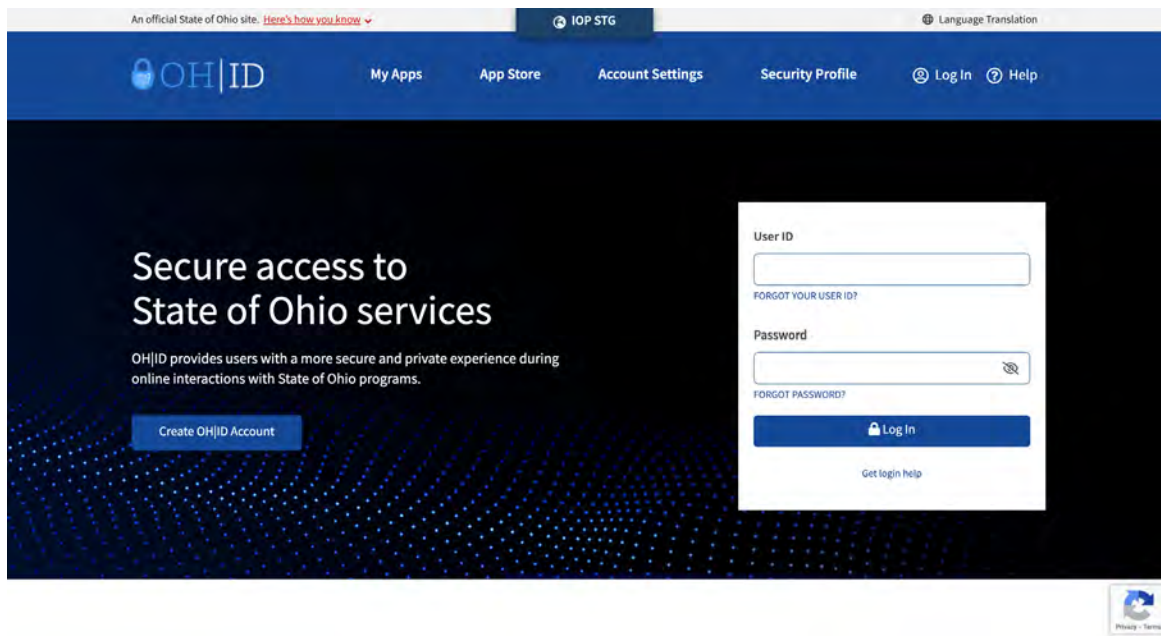 An official State of Ohio site. Here's how you know
IOP STG
Language Translation
OH|ID
My Apps
App Store
Account Settings
Security Profile
Log In
Help
Secure access to
State of Ohio services
OH|ID provides users with a more secure and private experience during
online interactions with State of Ohio programs.
Create OH|ID Account
User ID
FORGOT YOUR USER ID?
Password
FORGOT PASSWORD?
Log In
Get login help
Privacy - Terms